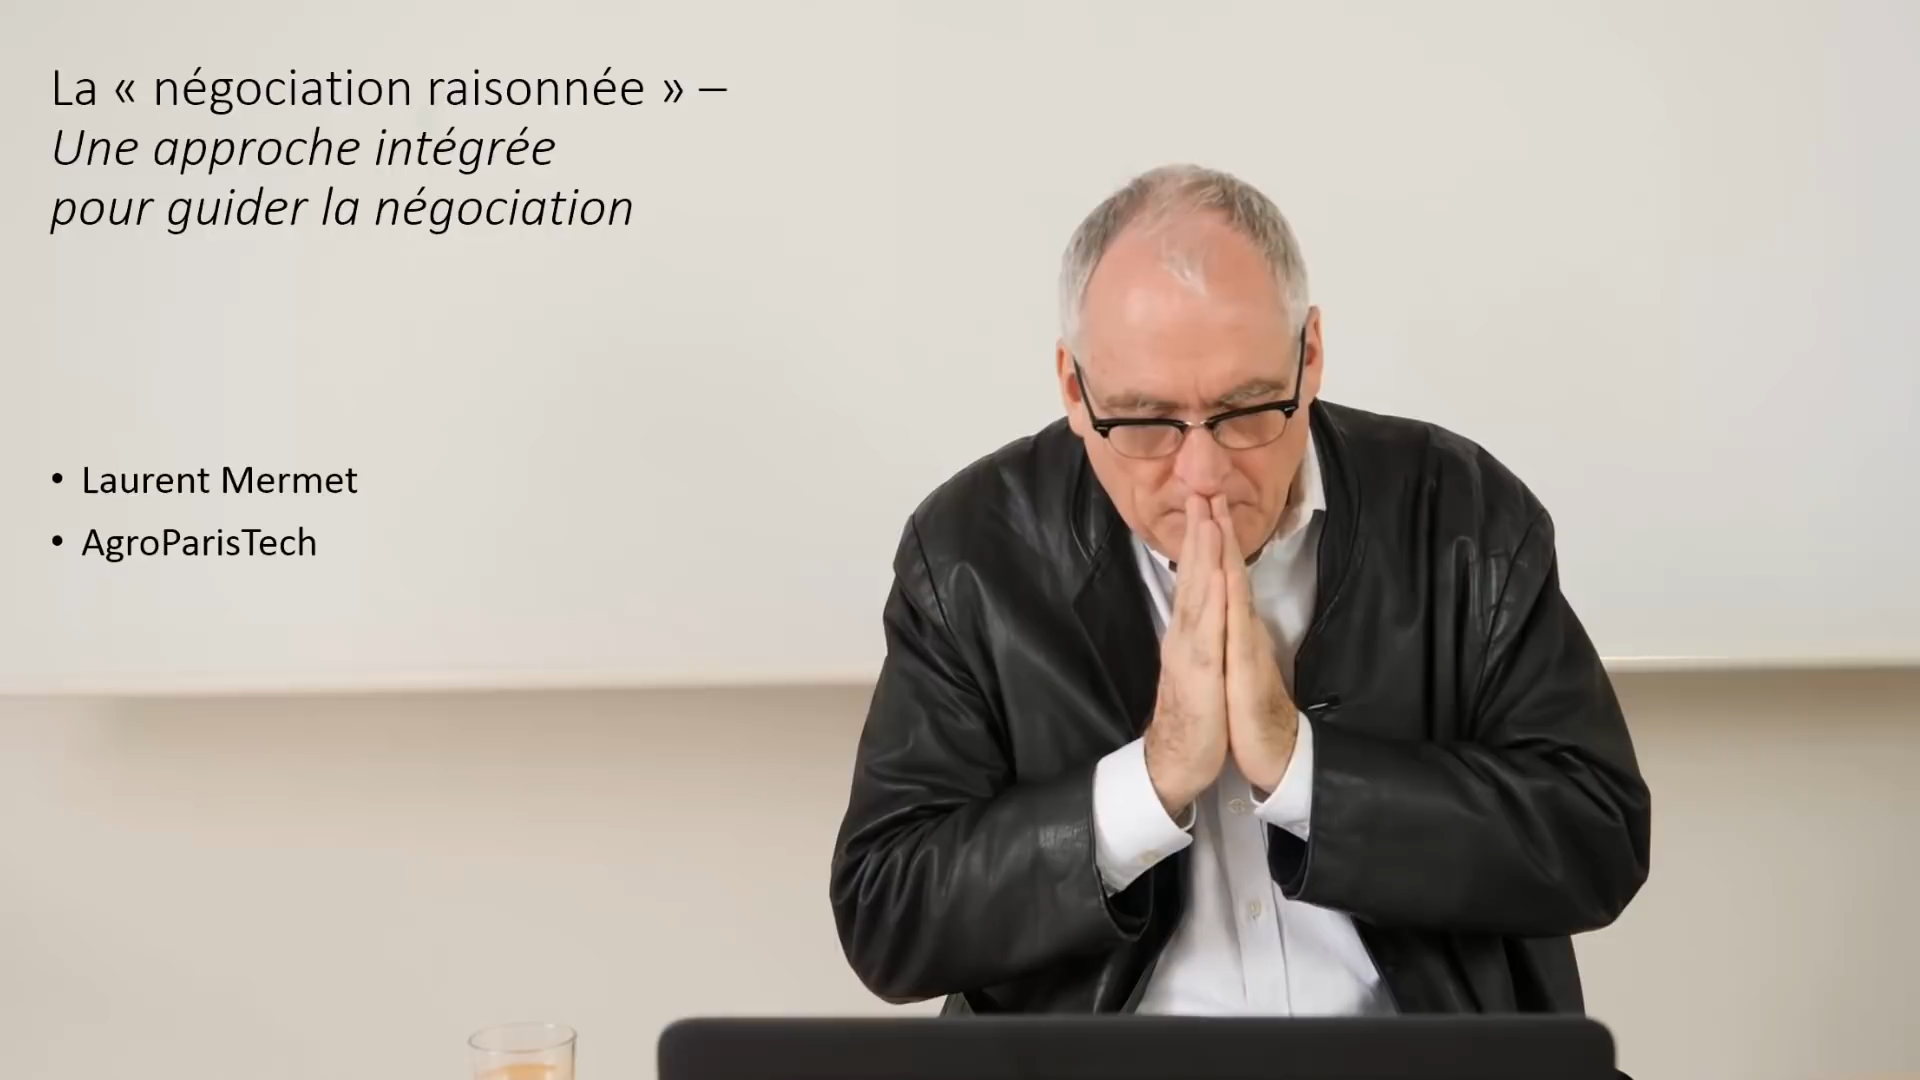 La « négociation raisonnée » –
Une approche intégrée
pour guider la négociation
• Laurent Mermet
• AgroParisTech